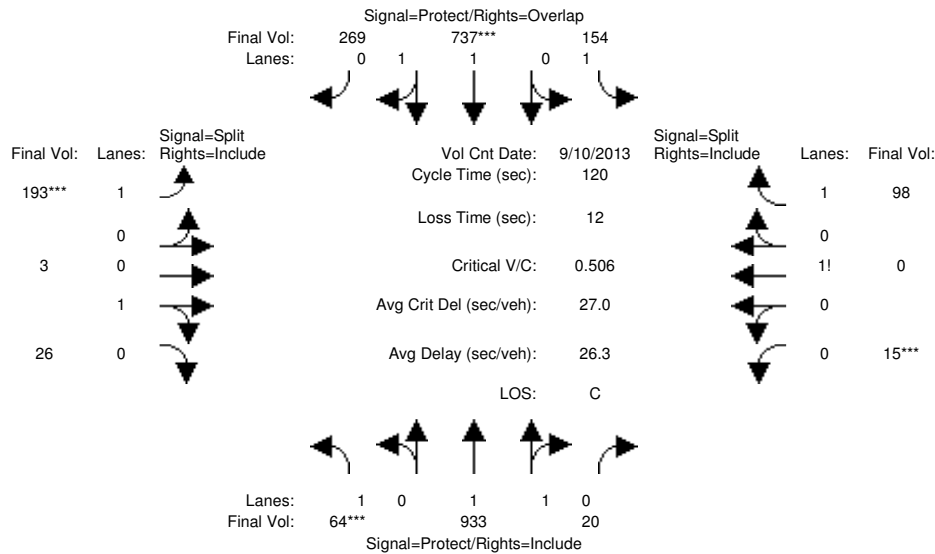 Signal=Protect/Rights=Overlap
Final Vol: 269 737*** 154
Lanes: 0 1 1 0 1
Signal=Split
Rights=Include
Final Vol: Lanes:
193*** 1
0
3 0
1
26 0
Vol Cnt Date: 9/10/2013
Cycle Time (sec): 120
Loss Time (sec): 12
Critical V/C: 0.506
Avg Crit Del (sec/veh): 27.0
Avg Delay (sec/veh): 26.3
LOS: C
Signal=Split
Rights=Include
Lanes: Final Vol:
1 98
0
1! 0
0
0 15***
Lanes: 1 0 1 1 0
Final Vol: 64*** 933 20
Signal=Protect/Rights=Include